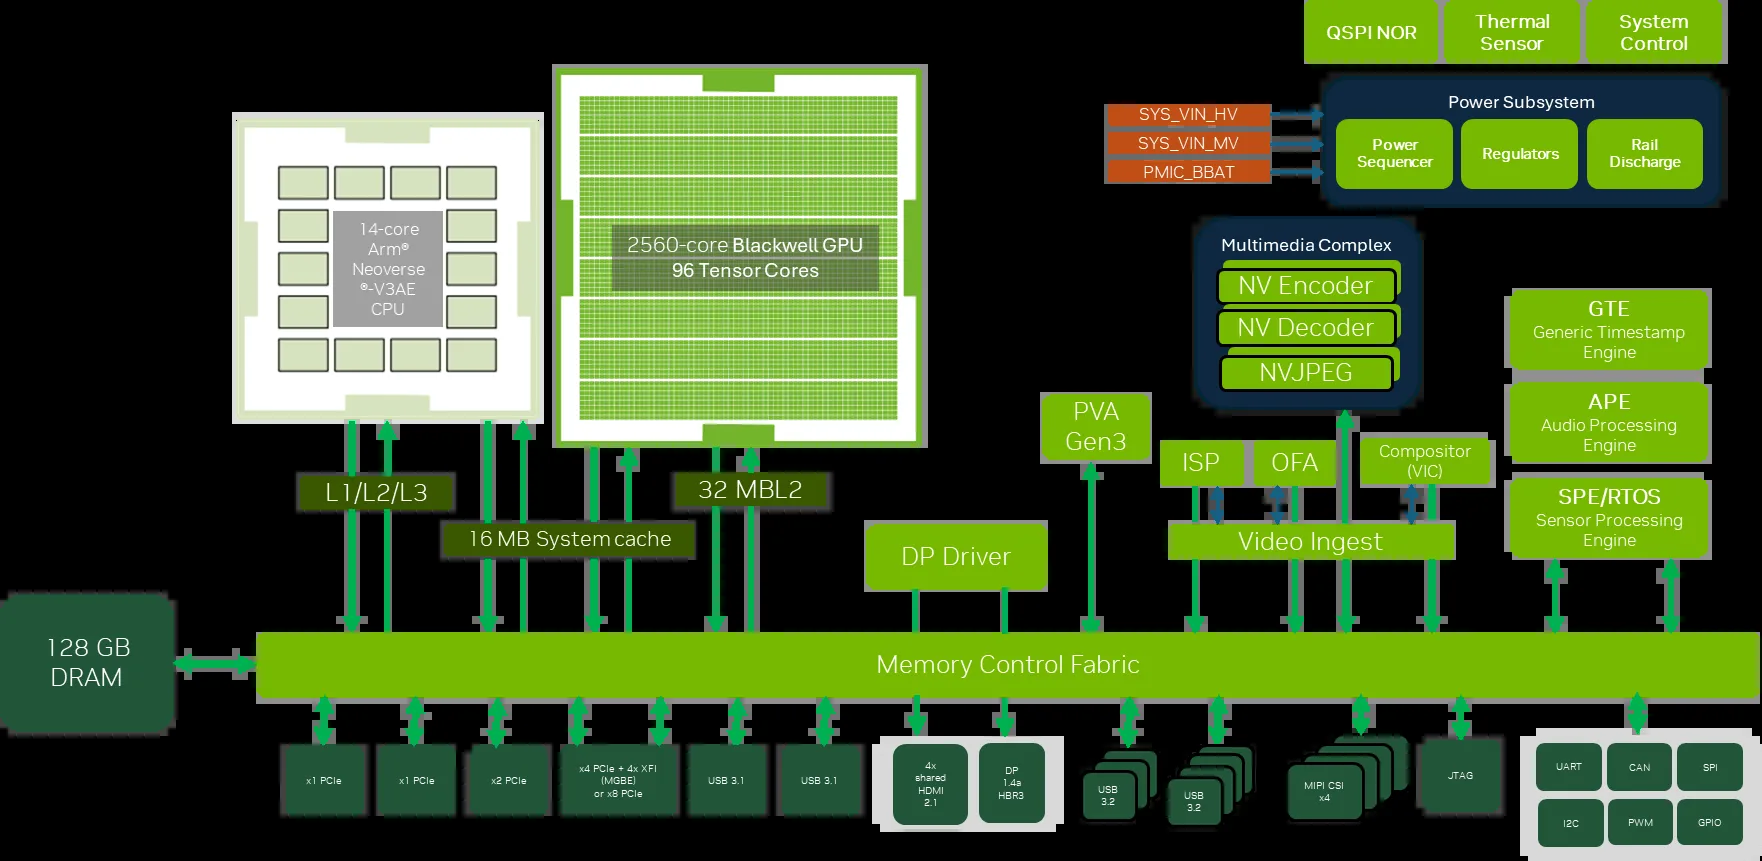 QSPI NOR
Thermal
Sensor
System
Control
Power Subsystem
SYS_VIN_HV
SYS_VIN_MV
PMIC_BBAT
Power
Sequencer
Regulators
Rail
Discharge
14-core
Arm®
Neoverse
®-V3AE
CPU
2560-core Blackwell GPU
96 Tensor Cores
Multimedia Complex
NV Encoder
NV Decoder
NVJPEG
GTE
Generic Timestamp
Engine
APE
Audio Processing
Engine
SPE/RTOS
Sensor Processing
Engine
PVA
Gen3
ISP
OFA
Compositor
(VIC)
Video Ingest
L1/L2/L3
32 MBL2
16 MB System cache
DP Driver
128 GB
DRAM
Memory Control Fabric
x1 PCIe
x1 PCIe
x2 PCIe
x4 PCIe + 4x XFI
(MGBE)
or x8 PCIe
USB 3.1
USB 3.1
4x
shared
HDMI
2.1
DP
1.4a
HBR3
USB
3.2
USB
3.2
MIPI CSI
x4
JTAG
UART
CAN
SPI
I2C
PWM
GPIO